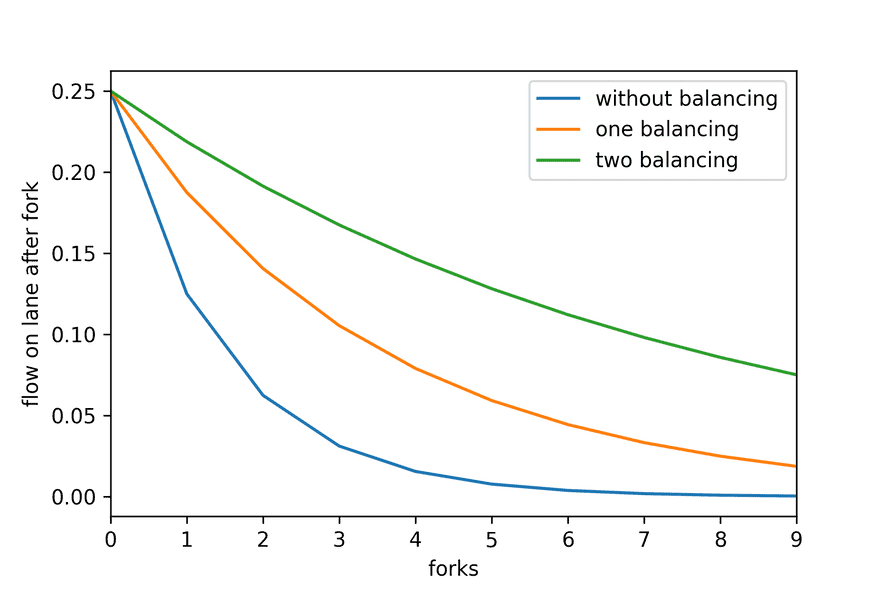 without balancing
one balancing
two balancing
flow on lane after fork
0.25
0.20
0.15
0.10
0.05
0.00
0 1 2 3 4 5 6 7 8 9
forks